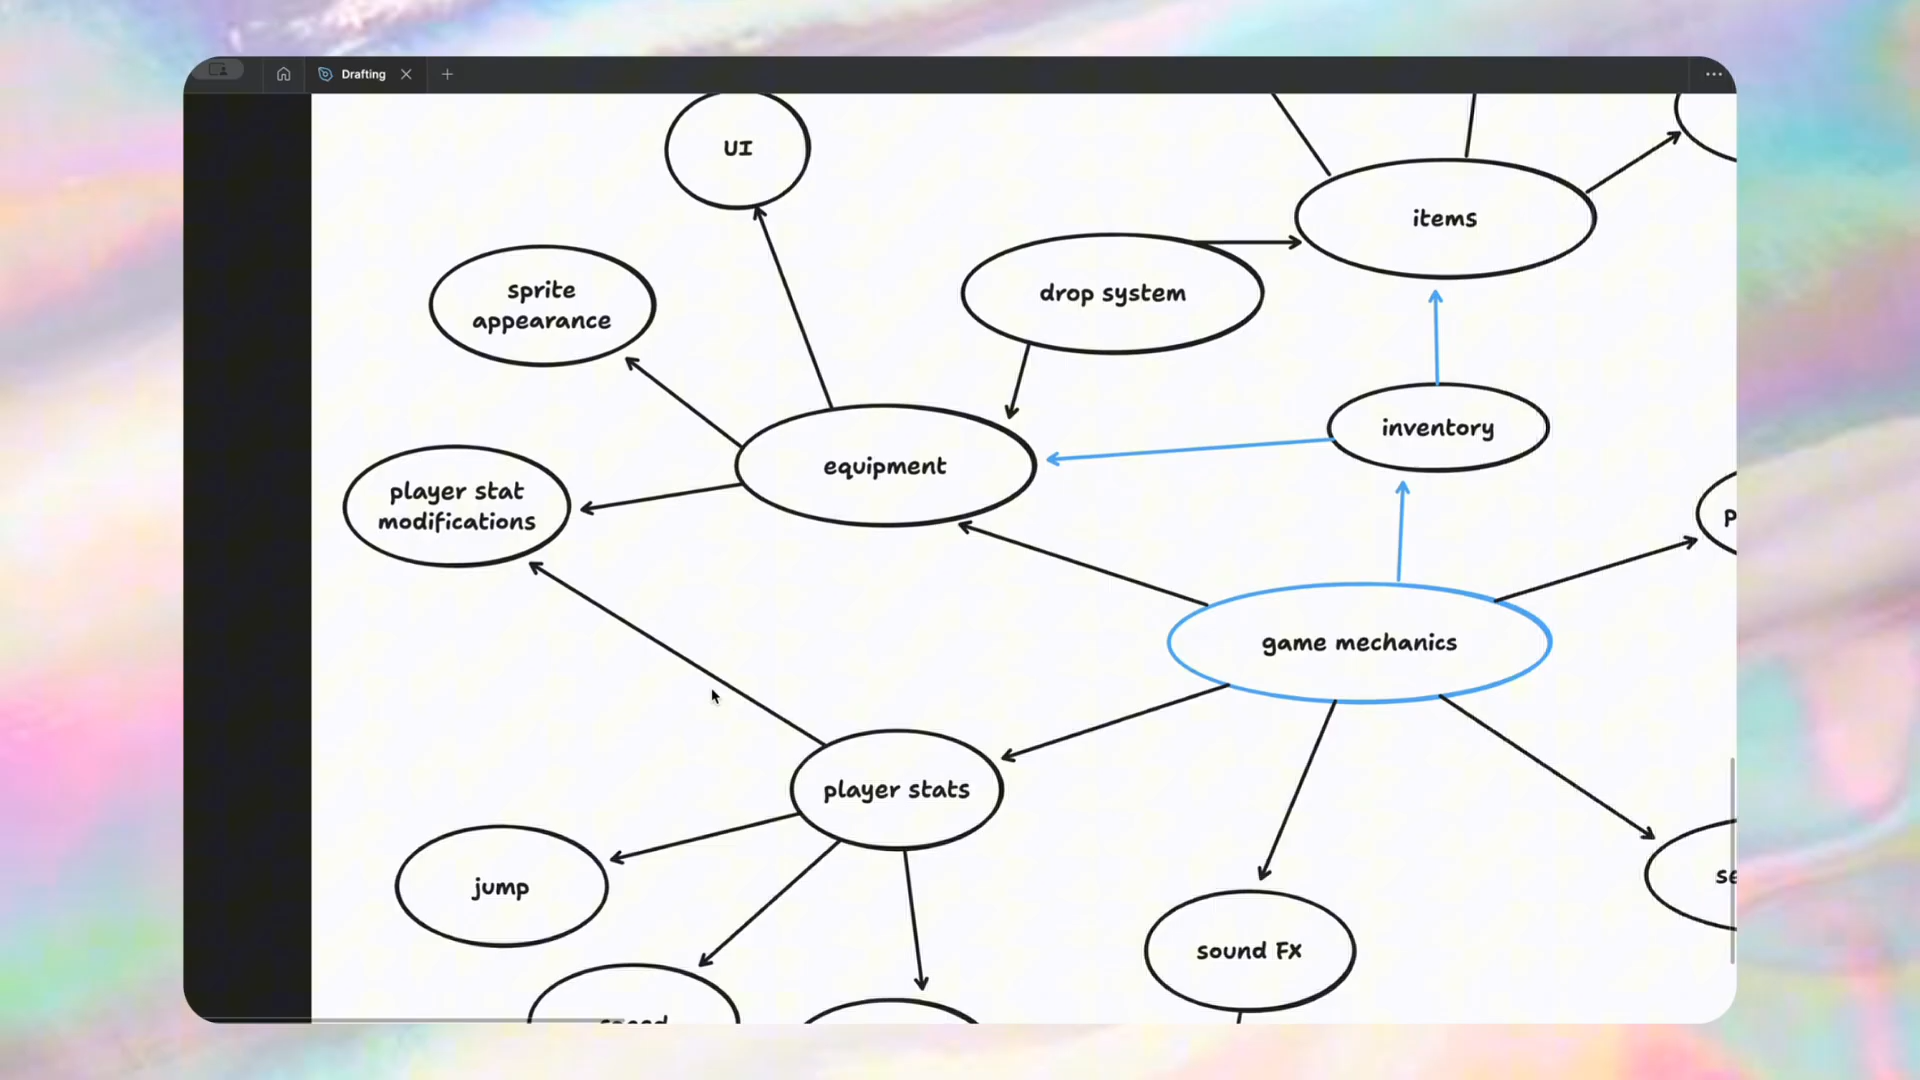 Drafting
UI
items
sprite
appearance
drop system
inventory
equipment
player stat
modifications
game mechanics
player stats
jump
sound FX